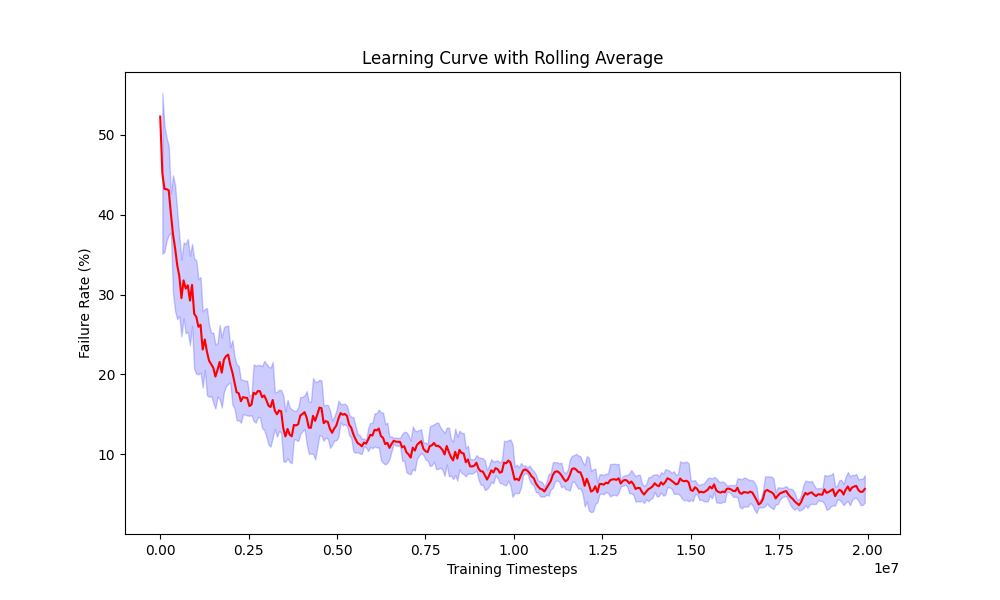 Learning Curve with Rolling Average
Failure Rate (%)
50
40
30
20
10
0.00 0.25 0.50 0.75 1.00 1.25 1.50 1.75 2.00
1e7
Training Timesteps